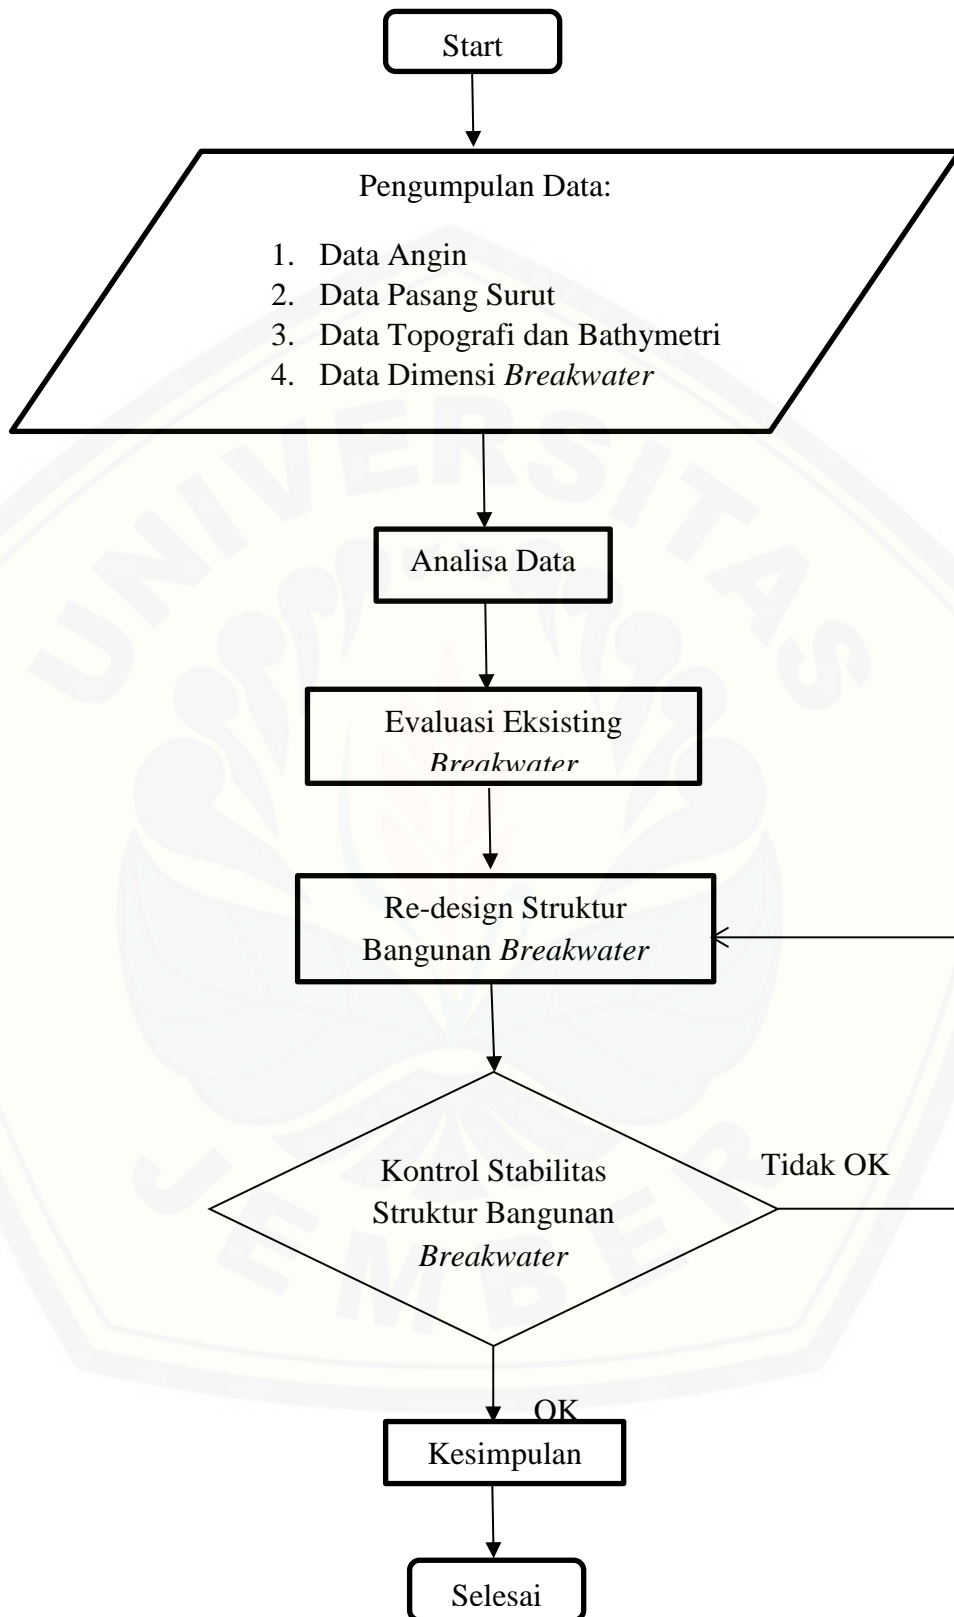 Start
Pengumpulan Data:
1. Data Angin
2. Data Pasang Surut
3. Data Topografi dan Bathymetri
4. Data Dimensi Breakwater
Analisa Data
Evaluasi Eksisting
Breakwater
Re-design Struktur
Bangunan Breakwater
Kontrol Stabilitas
Struktur Bangunan
Breakwater
Tidak OK
OK
Kesimpulan
Selesai
UNIVERSITAS
JEMBER